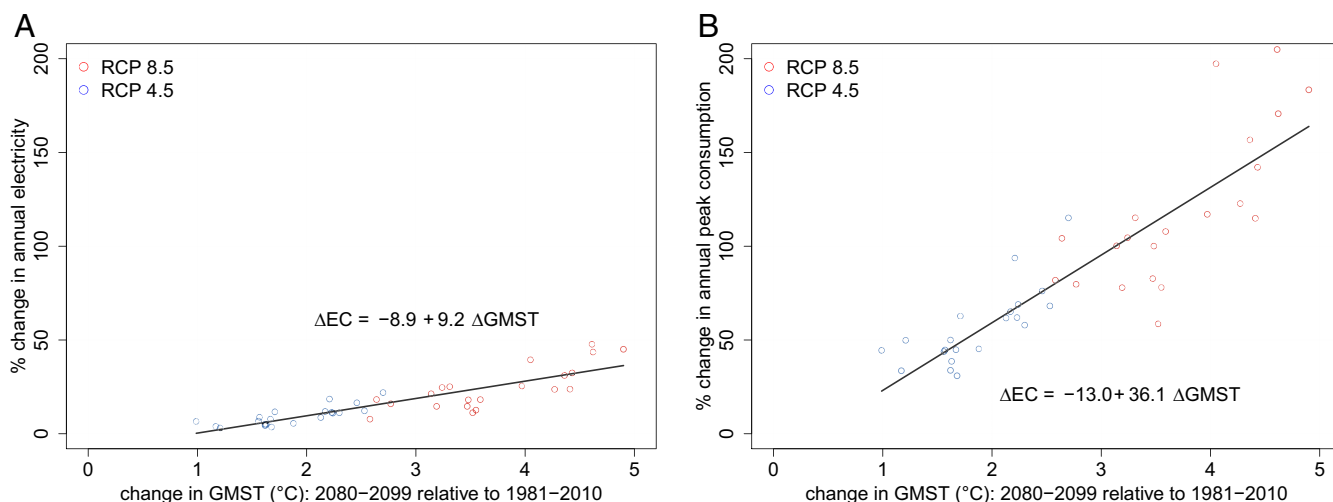 A
% change in annual electricity
200
150
100
50
0
RCP 8.5
RCP 4.5
ΔEC = −8.9 + 9.2 ΔGMST
0 1 2 3 4 5
change in GMST (°C): 2080−2099 relative to 1981−2010
B
% change in annual peak consumption
200
150
100
50
0
RCP 8.5
RCP 4.5
ΔEC = −13.0 + 36.1 ΔGMST
0 1 2 3 4 5
change in GMST (°C): 2080−2099 relative to 1981−2010